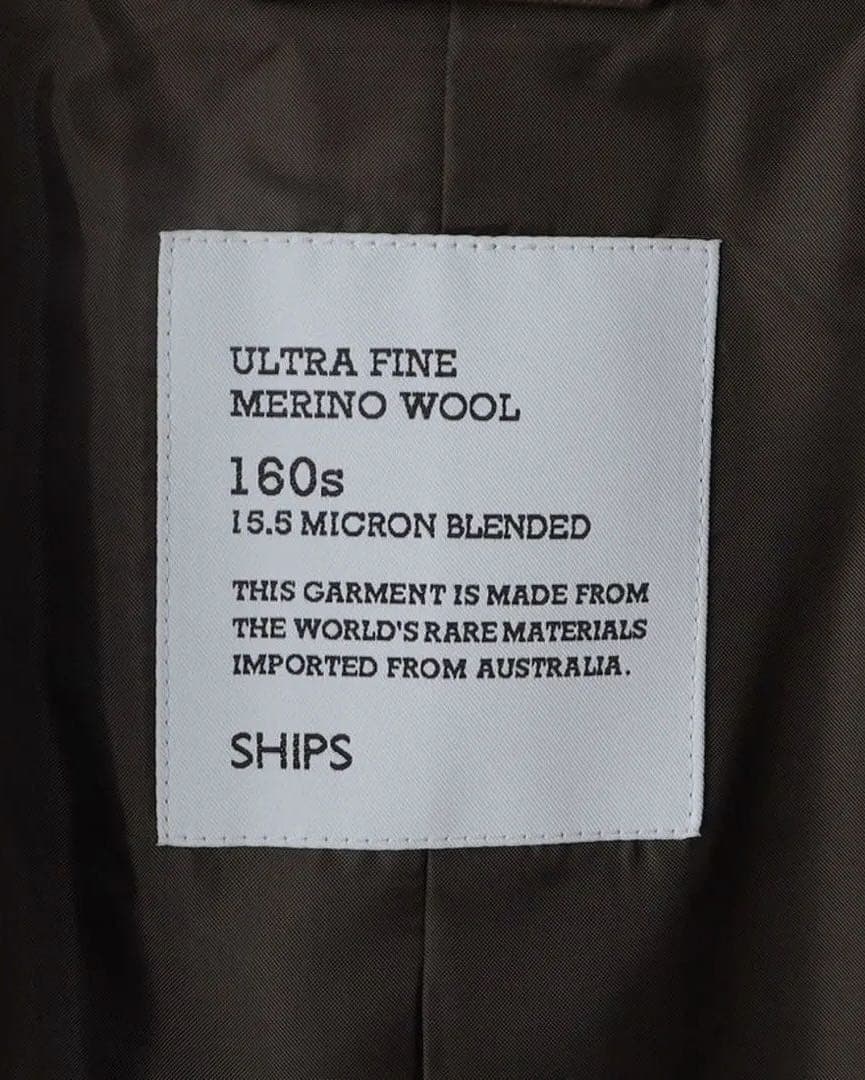 ULTRA FINE
MERINO WOOL
160s
15.5 MICRON BLENDED
THIS GARMENT IS MADE FROM
THE WORLD'S RARE MATERIALS
IMPORTED FROM AUSTRALIA.
SHIPS